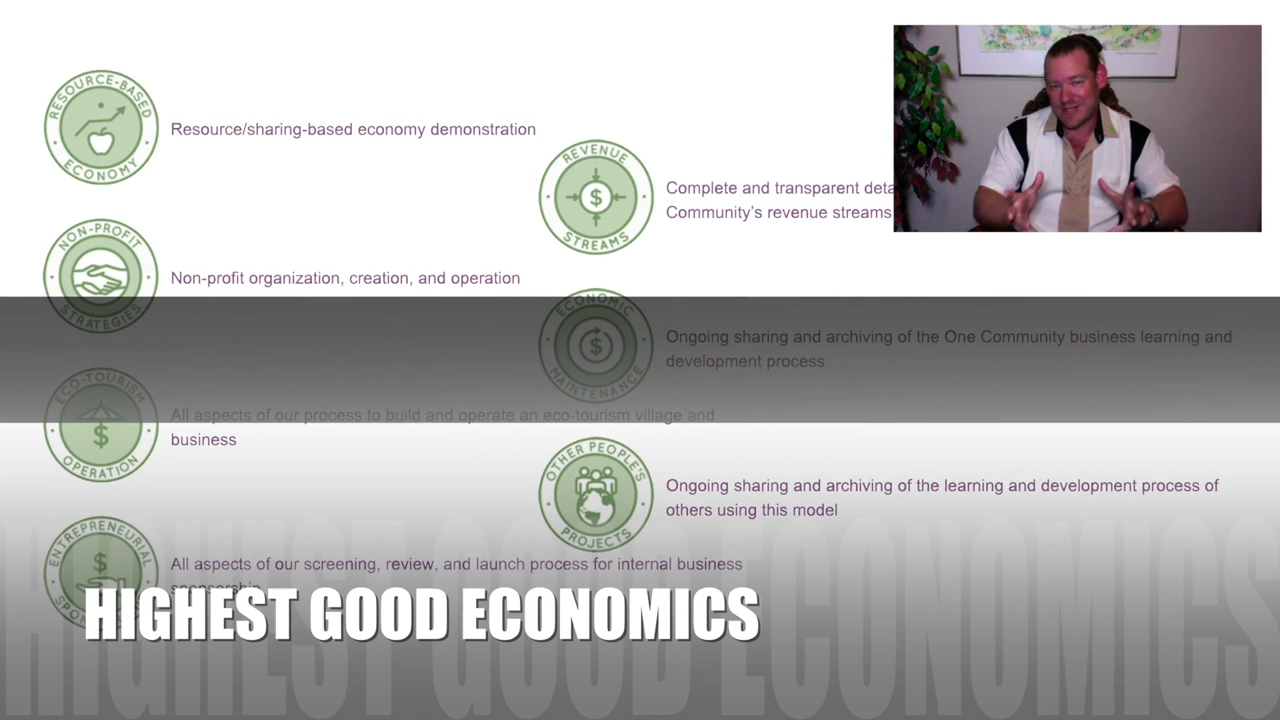 RESOURCE-BASED
ECONOMY
Resource/sharing-based economy demonstration
NON-PROFIT
STRATEGIES
Non-profit organization, creation, and operation
ECO-TOURISM
$
OPERATION
All aspects of our process to build and operate an eco-tourism village and
business
ENTREPRENEURIAL
$
All aspects of our screening, review, and launch process for internal business
sponsorship
REVENUE
$
STREAMS
Complete and transparent
Community's revenue streams
ECONOMIC
$
MAINTENANCE
Ongoing sharing and archiving of the One Community business learning and
development process
OTHER PEOPLE'S
PROJECTS
Ongoing sharing and archiving of the learning and development process of
others using this model
HIGHEST GOOD ECONOMICS
HIGHEST GOOD ECONOMICS